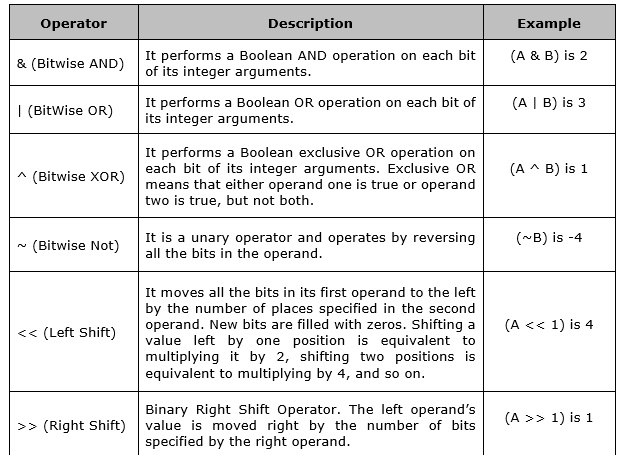 Operator Description Example
& (Bitwise AND)
It performs a Boolean AND operation on each bit
of its integer arguments.
(A & B) is 2
| (BitWise OR)
It performs a Boolean OR operation on each bit of
its integer arguments.
(A | B) is 3
^ (Bitwise XOR)
It performs a Boolean exclusive OR operation on
each bit of its integer arguments. Exclusive OR
means that either operand one is true or operand
two is true, but not both.
(A ^ B) is 1
~ (Bitwise Not)
It is a unary operator and operates by reversing
all the bits in the operand.
(~B) is -4
<< (Left Shift)
It moves all the bits in its first operand to the left
by the number of places specified in the second
operand. New bits are filled with zeros. Shifting a
value left by one position is equivalent to
multiplying it by 2, shifting two positions is
equivalent to multiplying by 4, and so on.
(A << 1) is 4
>> (Right Shift)
Binary Right Shift Operator. The left operand's
value is moved right by the number of bits
specified by the right operand.
(A >> 1) is 1